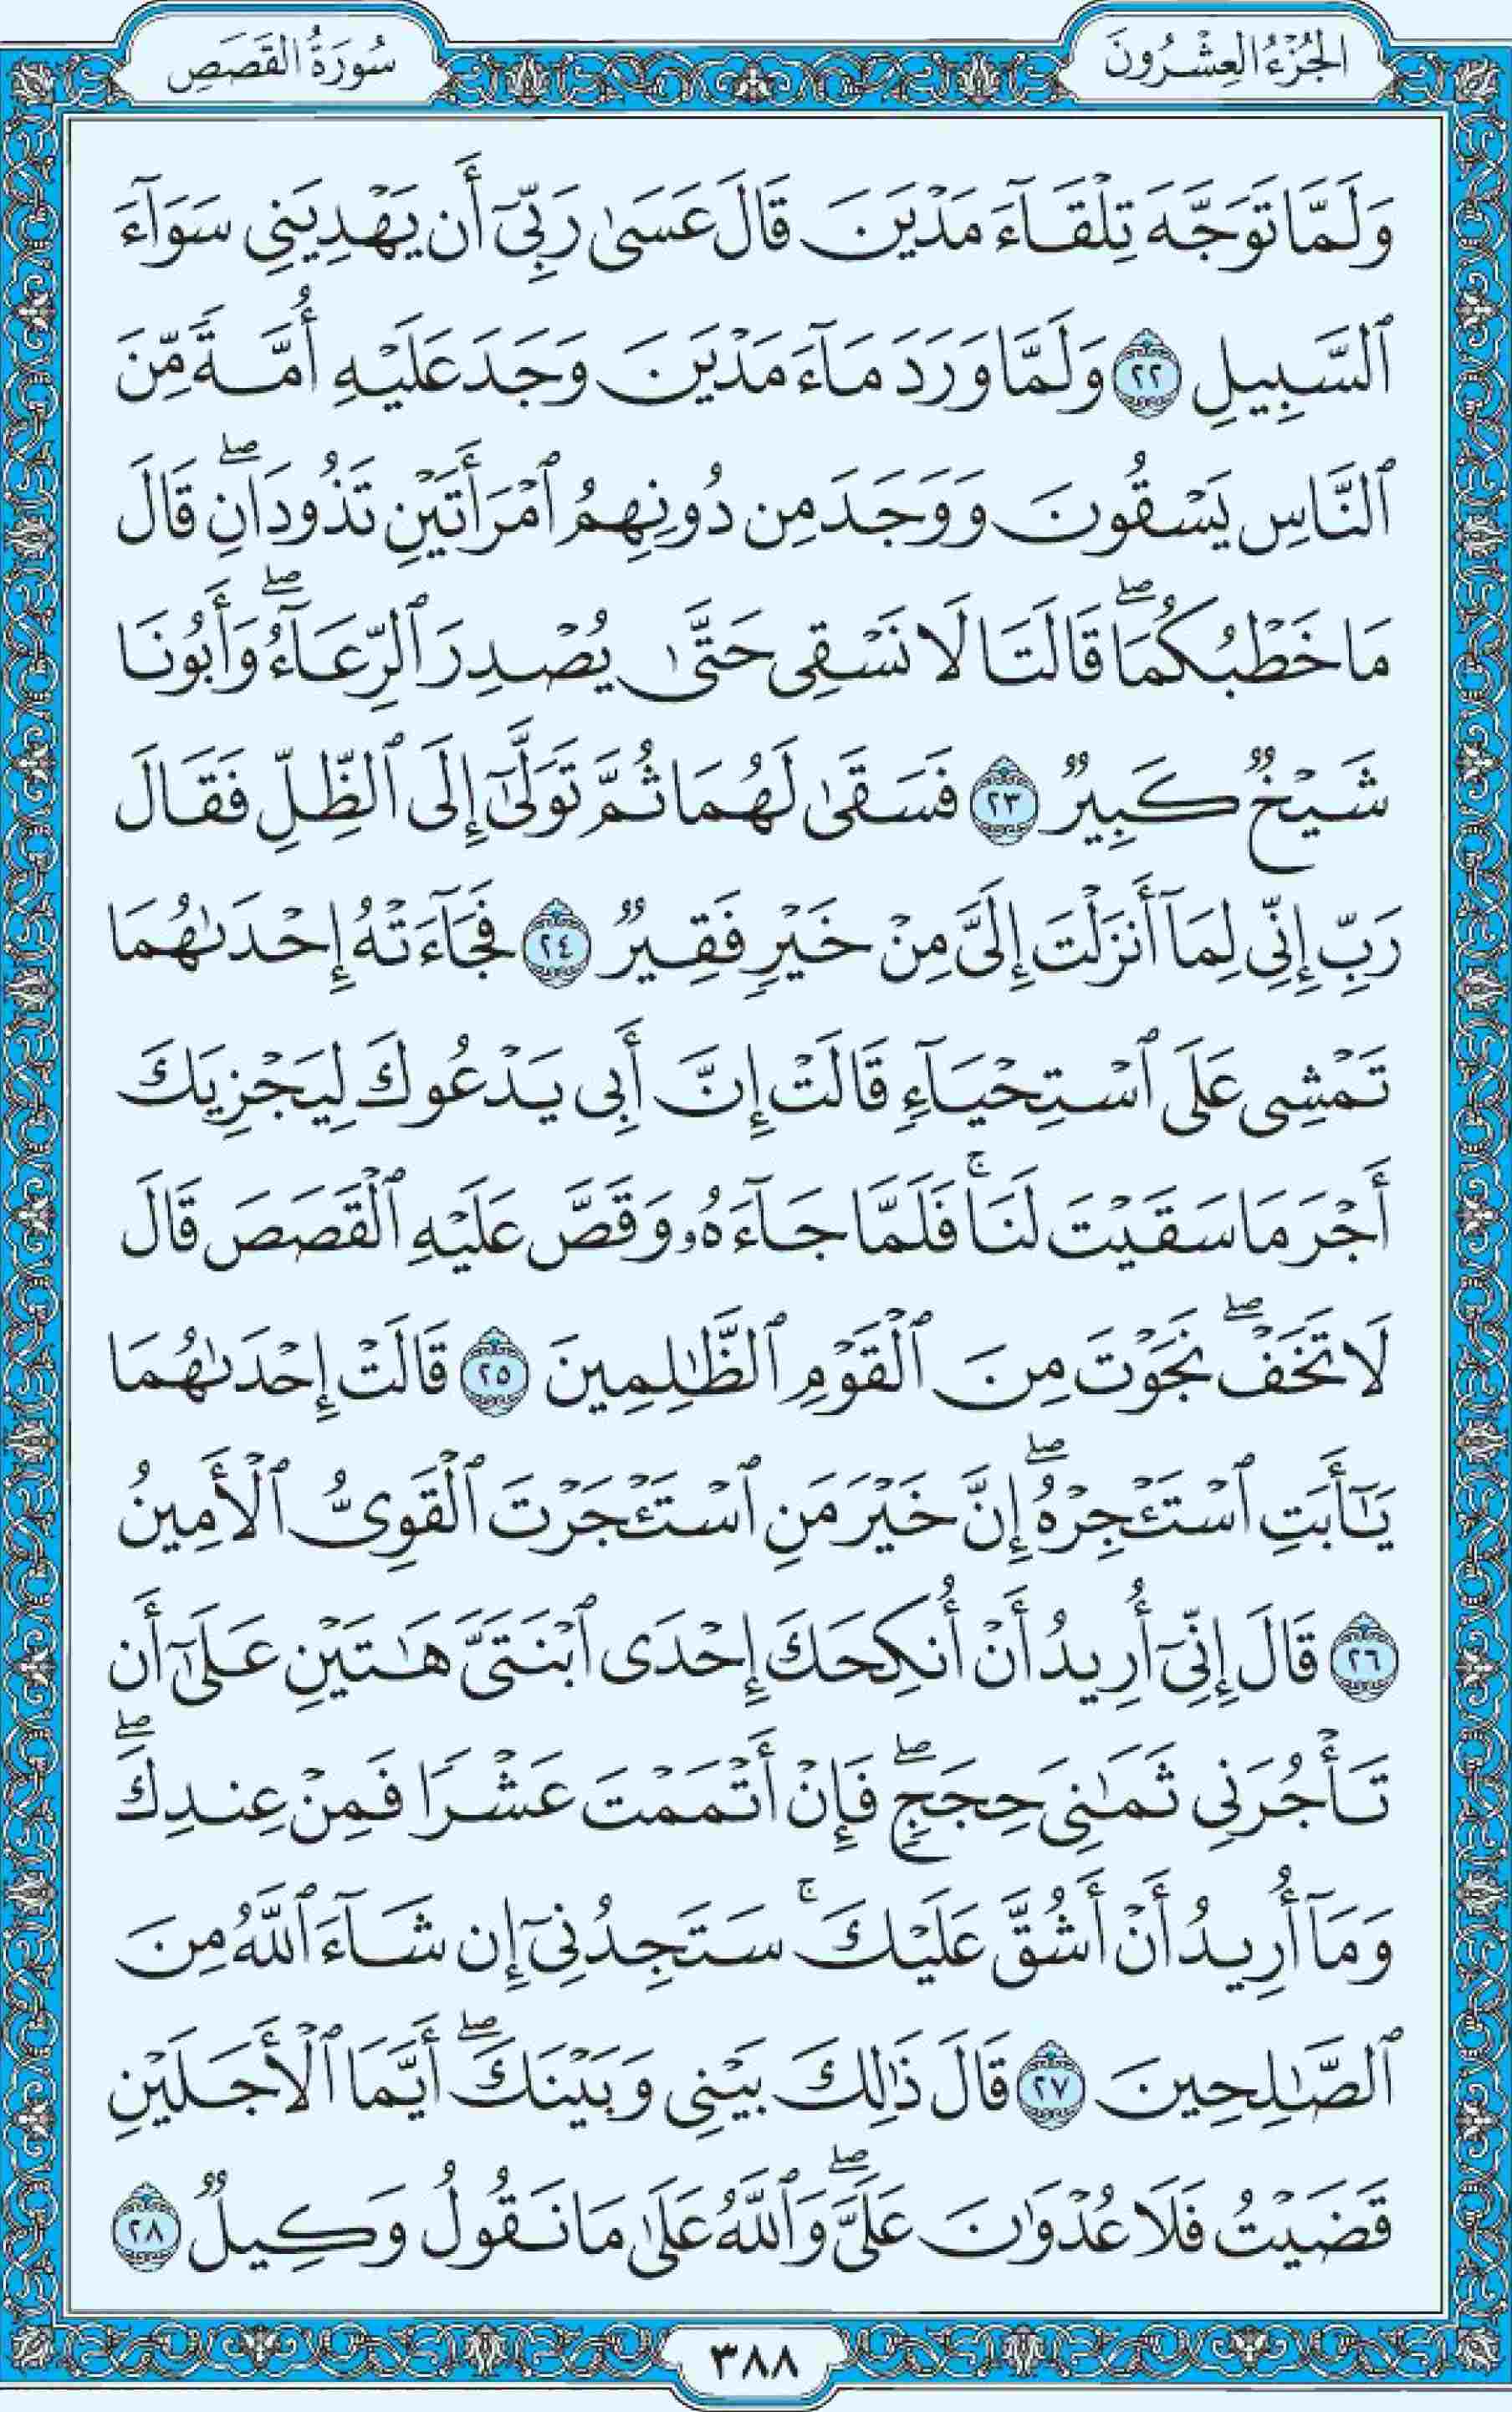 الجُزْءُ العِشْرُونَ
سُورَةُ القَصَصِ
وَلَمَّا تَوَجَّهَ تِلْقَآءَ مَدْيَنَ قَالَ عَسَىٰ رَبِّىٓ أَن يَهْدِيَنِى سَوَآءَ
ٱلسَّبِيلِ ٢٢ وَلَمَّا وَرَدَ مَآءَ مَدْيَنَ وَجَدَ عَلَيْهِ أُمَّةً مِّنَ
ٱلنَّاسِ يَسْقُونَ وَوَجَدَ مِن دُونِهِمُ ٱمْرَأَتَيْنِ تَذُودَانِۖ قَالَ
مَا خَطْبُكُمَاۖ قَالَتَا لَا نَسْقِى حَتَّىٰ يُصْدِرَ ٱلرِّعَآءُۖ وَأَبُونَا
شَيْخٌ كَبِيرٌ ٢٣ فَسَقَىٰ لَهُمَا ثُمَّ تَوَلَّىٰٓ إِلَى ٱلظِّلِّ فَقَالَ
رَبِّ إِنِّى لِمَآ أَنزَلْتَ إِلَىَّ مِنْ خَيْرٍ فَقِيرٌ ٢٤ فَجَآءَتْهُ إِحْدَىٰهُمَا
تَمْشِى عَلَى ٱسْتِحْيَآءٍ قَالَتْ إِنَّ أَبِى يَدْعُوكَ لِيَجْزِيَكَ
أَجْرَ مَا سَقَيْتَ لَنَاۚ فَلَمَّا جَآءَهُۥ وَقَصَّ عَلَيْهِ ٱلْقَصَصَ قَالَ
لَا تَخَفْۖ نَجَوْتَ مِنَ ٱلْقَوْمِ ٱلظَّٰلِمِينَ ٢٥ قَالَتْ إِحْدَىٰهُمَا
يَٰٓأَبَتِ ٱسْتَـْٔجِرْهُۖ إِنَّ خَيْرَ مَنِ ٱسْتَـْٔجَرْتَ ٱلْقَوِىُّ ٱلْأَمِينُ
٢٦ قَالَ إِنِّىٓ أُرِيدُ أَنْ أُنكِحَكَ إِحْدَى ٱبْنَتَىَّ هَٰتَيْنِ عَلَىٰٓ أَن
تَأْجُرَنِى ثَمَٰنِىَ حِجَجٍۖ فَإِنْ أَتْمَمْتَ عَشْرًا فَمِنْ عِندِكَۖ
وَمَآ أُرِيدُ أَنْ أَشُقَّ عَلَيْكَۚ سَتَجِدُنِىٓ إِن شَآءَ ٱللَّهُ مِنَ
ٱلصَّٰلِحِينَ ٢٧ قَالَ ذَٰلِكَ بَيْنِى وَبَيْنَكَۖ أَيَّمَا ٱلْأَجَلَيْنِ
قَضَيْتُ فَلَا عُدْوَٰنَ عَلَىَّۖ وَٱللَّهُ عَلَىٰ مَا نَقُولُ وَكِيلٌ ٢٨
٣٨٨